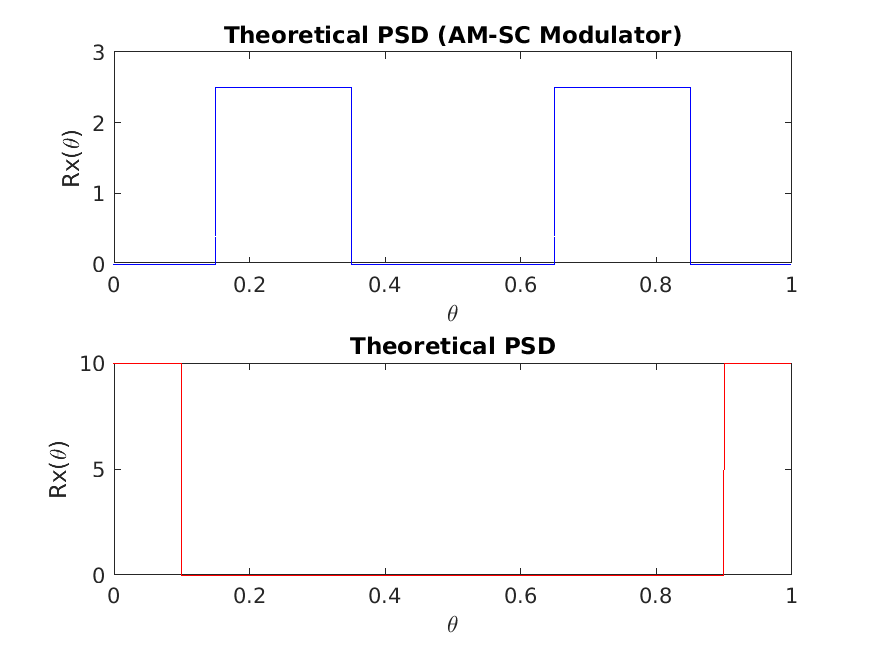 Theoretical PSD (AM-SC Modulator)
3
2
1
0
Rx(θ)
0 0.2 0.4 0.6 0.8 1
θ
Theoretical PSD
10
5
0
Rx(θ)
0 0.2 0.4 0.6 0.8 1
θ